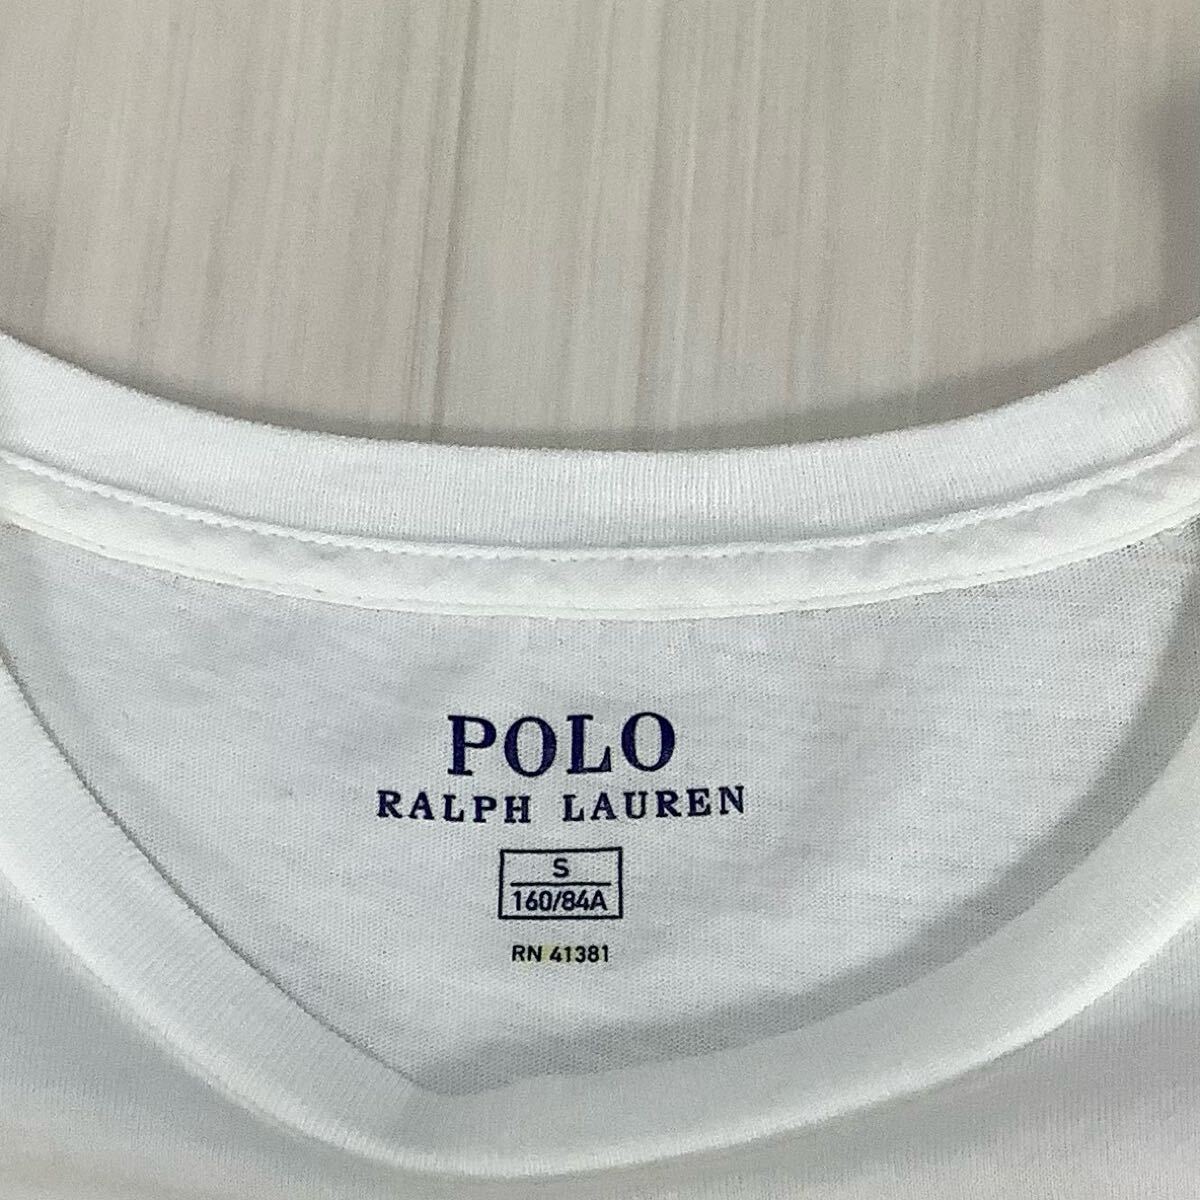 POLO
RALPH LAUREN
S
160/84A
RN 41381